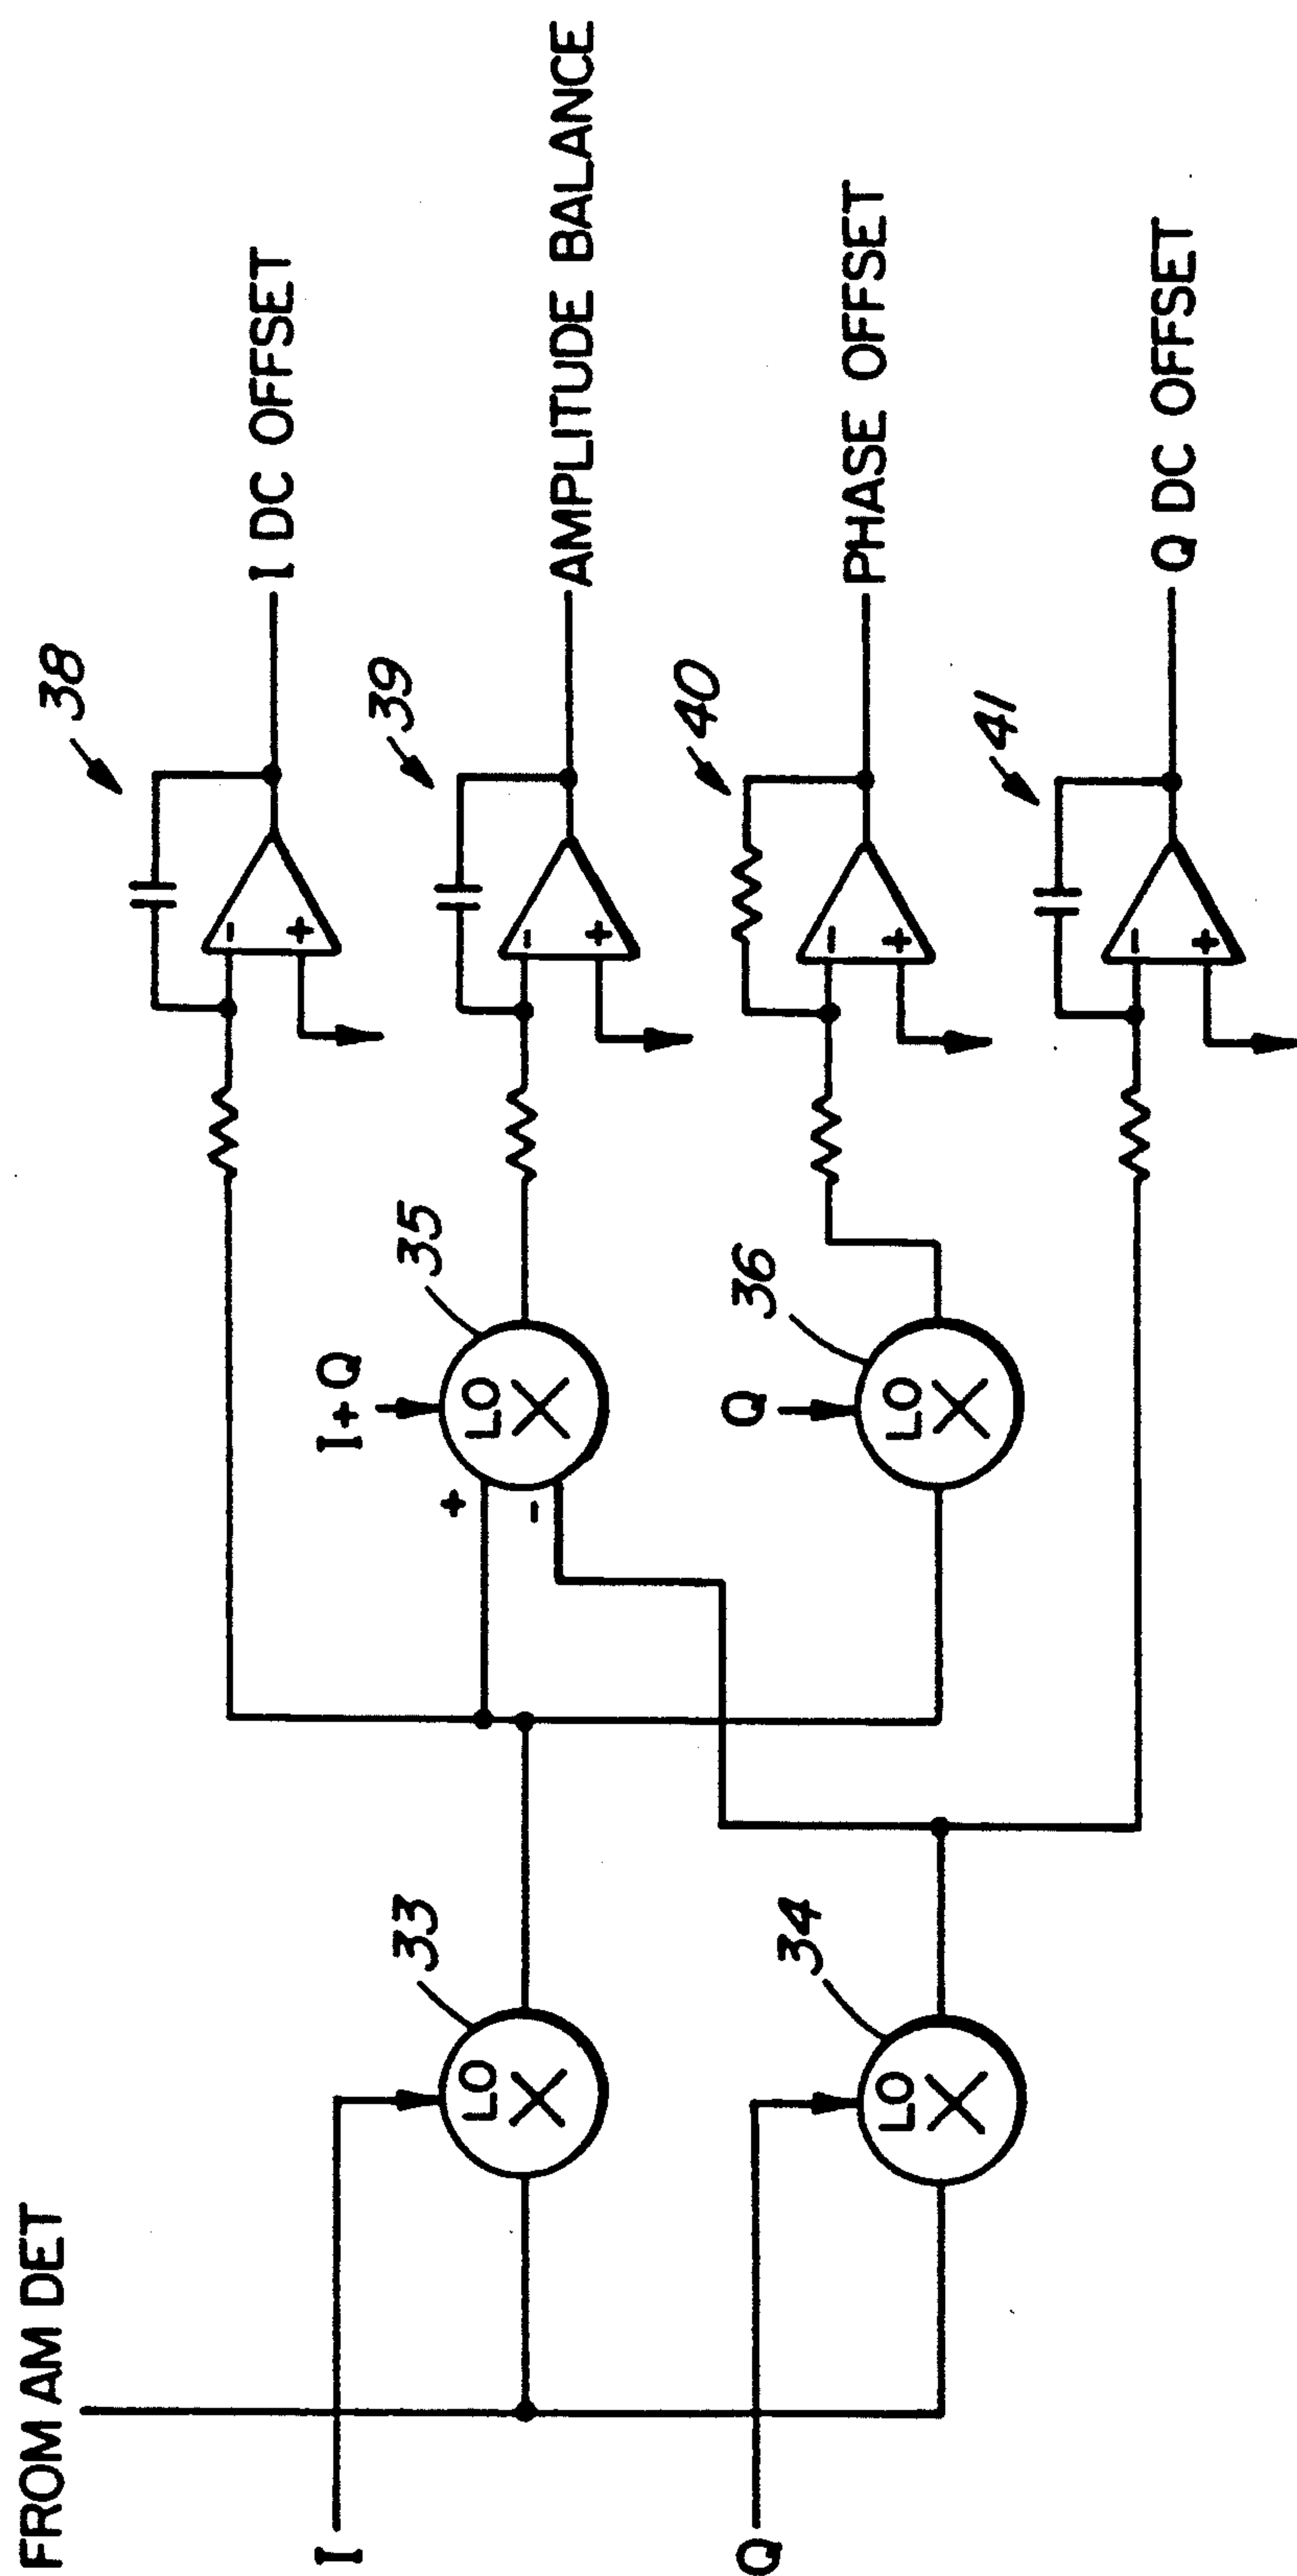 FROM AM DET
I
Q
33
LO
X
34
LO
X
I+Q
35
LO
X
+
-
Q
36
LO
X
38
-
+
I DC OFFSET
39
-
+
AMPLITUDE BALANCE
40
-
+
PHASE OFFSET
41
-
+
Q DC OFFSET